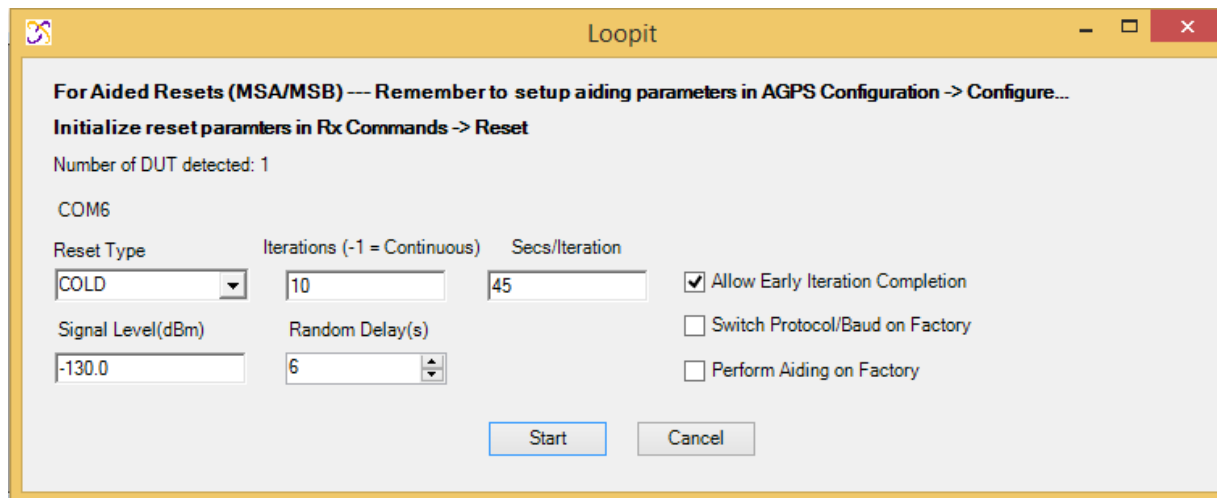 Loopit
For Aided Resets (MSA/MSB) --- Remember to setup aiding parameters in AGPS Configuration -> Configure...
Initialize reset paramters in Rx Commands -> Reset
Number of DUT detected: 1
COM6
Reset Type Iterations (-1 = Continuous) Secs/Iteration
COLD 10 45 Allow Early Iteration Completion
Signal Level(dBm) Random Delay(s) Switch Protocol/Baud on Factory
-130.0 6 Perform Aiding on Factory
Start Cancel